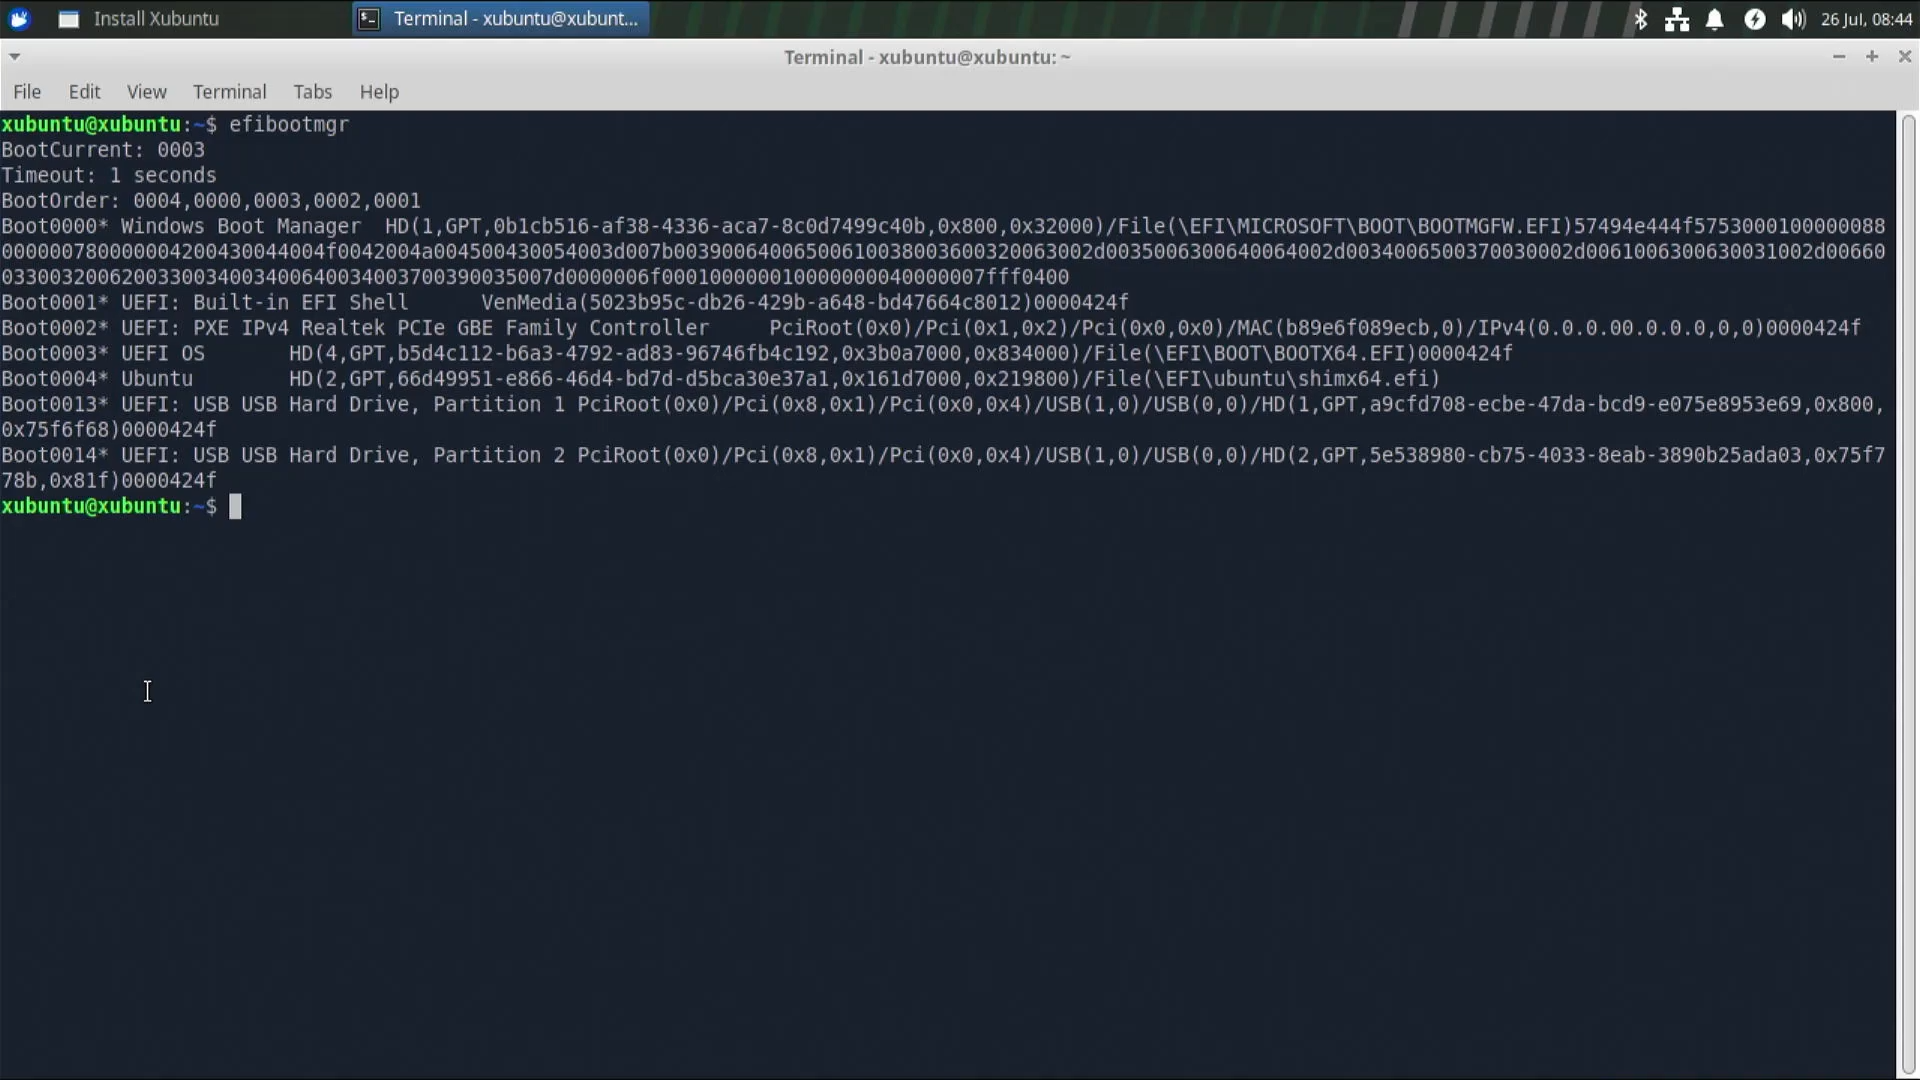 Install Xubuntu
Terminal - xubuntu@xubunt...
26 Jul, 08:44
Terminal - xubuntu@xubuntu: ~
File Edit View Terminal Tabs Help
xubuntu@xubuntu:~$ efibootmgr
BootCurrent: 0003
Timeout: 1 seconds
BootOrder: 0004,0000,0003,0002,0001
Boot0000* Windows Boot Manager HD(1,GPT,0b1cb516-af38-4336-aca7-8c0d7499c40b,0x800,0x32000)/File(\EFI\MICROSOFT\BOOT\BOOTMGFW.EFI)57494e444f5753000100000088
0000007800000042004300440​04f0042004a004500430054003d007b00390064006500610038003600320063002d0035006300640064002d0034006500370030002d0061006300630031002d00660
0330032006200330034003400640034003700390035007d0000006f000100000010000000040000007fff0400
Boot0001* UEFI: Built-in EFI Shell VenMedia(5023b95c-db26-429b-a648-bd47664c8012)0000424f
Boot0002* UEFI: PXE IPv4 Realtek PCIe GBE Family Controller PciRoot(0x0)/Pci(0x1,0x2)/Pci(0x0,0x0)/MAC(b89e6f089ecb,0)/IPv4(0.0.0.00.0.0.0,0,0)0000424f
Boot0003* UEFI OS HD(4,GPT,b5d4c112-b6a3-4792-ad83-96746fb4c192,0x3b0a7000,0x834000)/File(\EFI\BOOT\BOOTX64.EFI)0000424f
Boot0004* Ubuntu HD(2,GPT,66d49951-e866-46d4-bd7d-d5bca30e37a1,0x161d7000,0x219800)/File(\EFI\ubuntu\shimx64.efi)
Boot0013* UEFI: USB USB Hard Drive, Partition 1 PciRoot(0x0)/Pci(0x8,0x1)/Pci(0x0,0x4)/USB(1,0)/USB(0,0)/HD(1,GPT,a9cfd708-ecbe-47da-bcd9-e075e8953e69,0x800,
0x75f6f68)0000424f
Boot0014* UEFI: USB USB Hard Drive, Partition 2 PciRoot(0x0)/Pci(0x8,0x1)/Pci(0x0,0x4)/USB(1,0)/USB(0,0)/HD(2,GPT,5e538980-cb75-4033-8eab-3890b25ada03,0x75f7
78b,0x81f)0000424f
xubuntu@xubuntu:~$